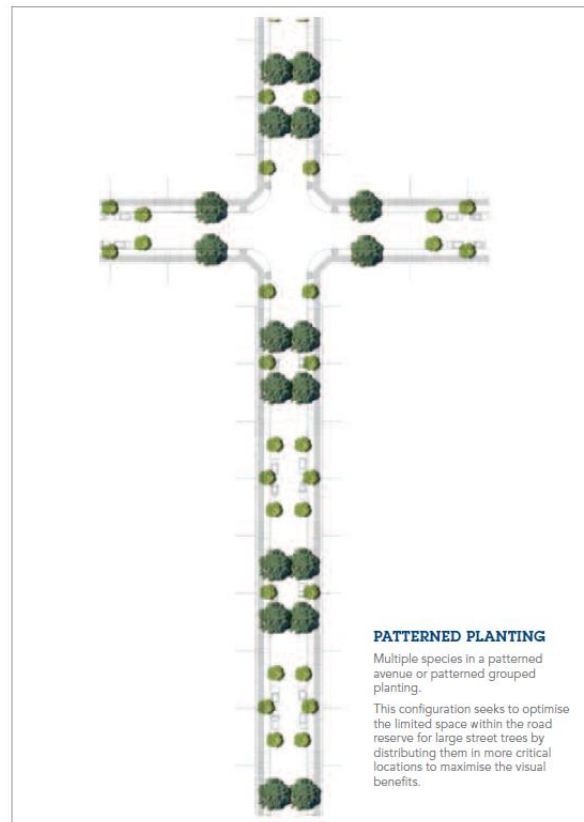 PATTERNED PLANTING
Multiple species in a patterned
avenue or patterned grouped
planting.
This configuration seeks to optimise
the limited space within the road
reserve for large street trees by
distributing them in more critical
locations to maximise the visual
benefits.